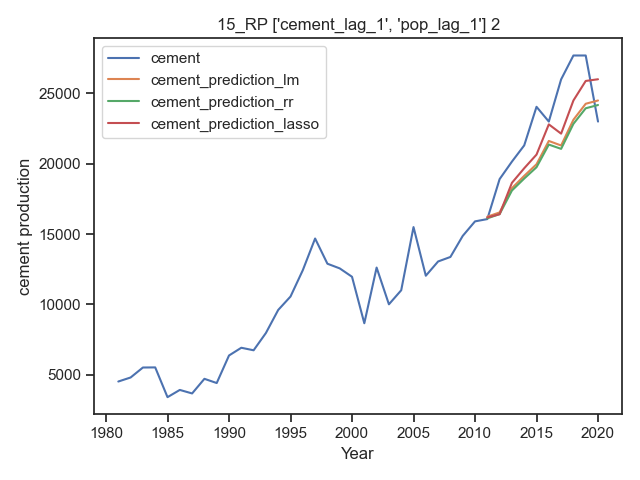 15_RP ['cement_lag_1', 'pop_lag_1'] 2
cement
cement_prediction_lm
cement_prediction_rr
cement_prediction_lasso
cement production
25000
20000
15000
10000
5000
1980 1985 1990 1995 2000 2005 2010 2015 2020
Year